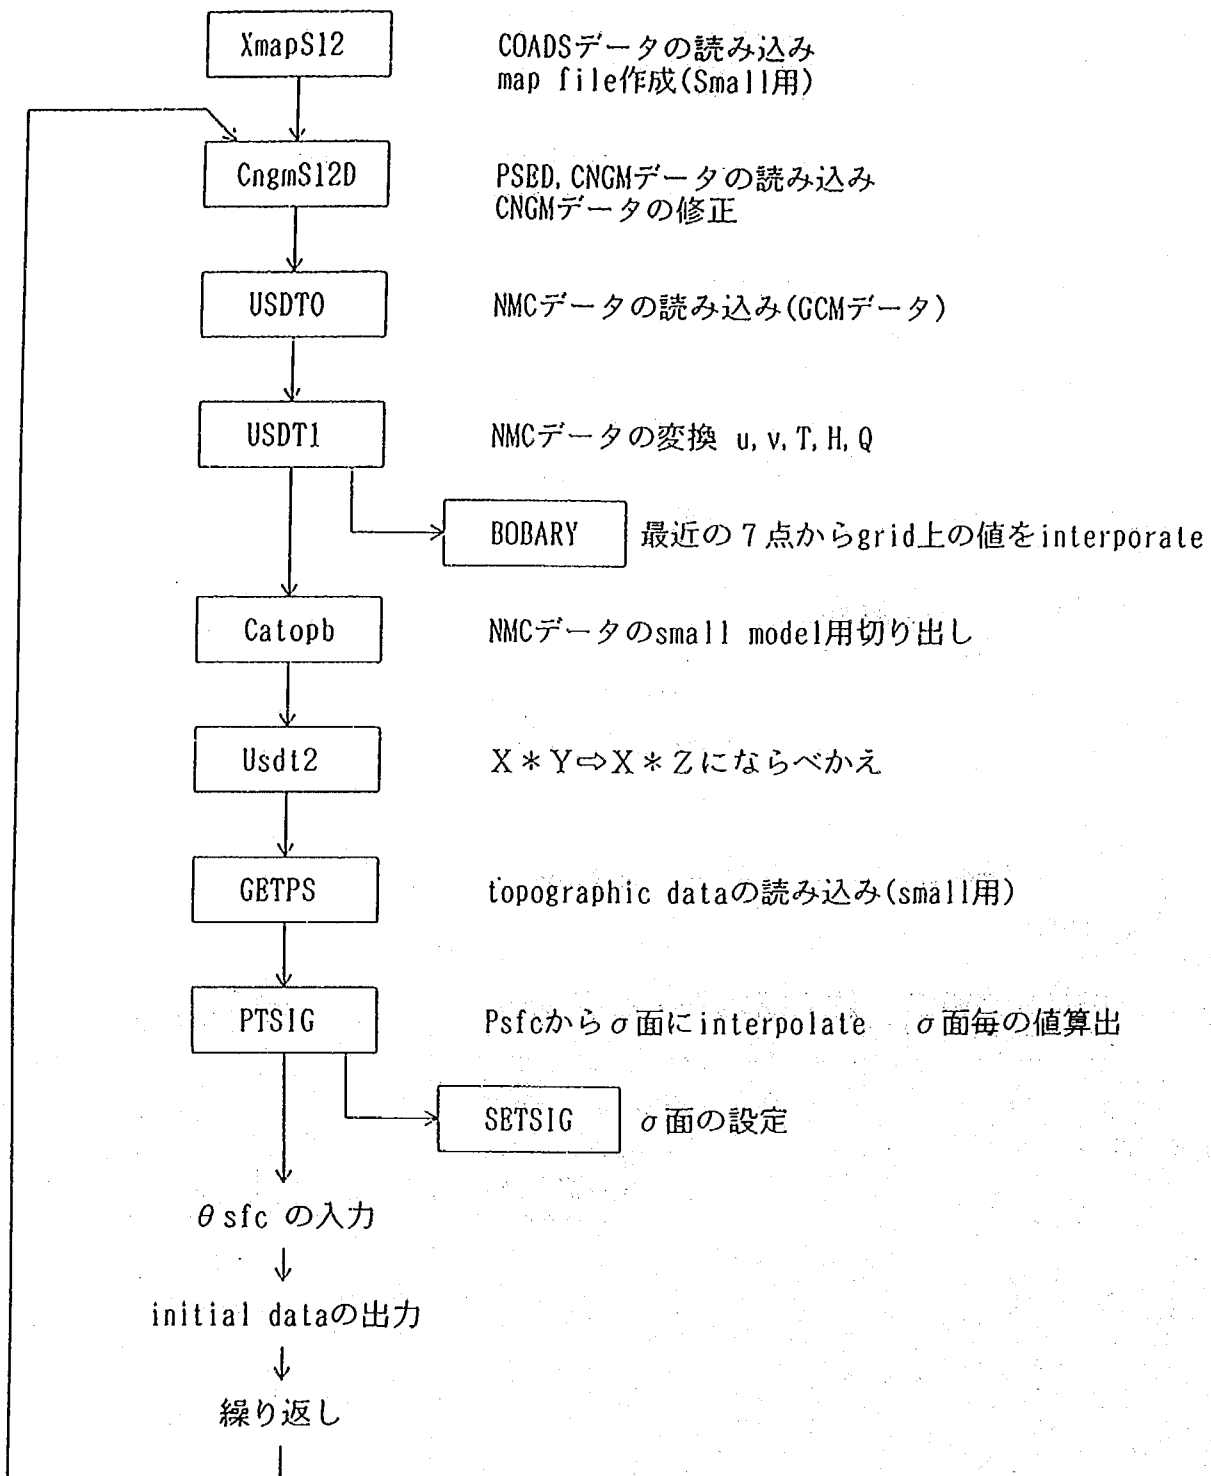 XmapS12
COADSデータの読み込み
map file作成(Small用)
CngmS12D
PSBD, CNGMデータの読み込み
CNGMデータの修正
USDT0
NMCデータの読み込み(GCMデータ)
USDT1
NMCデータの変換 u, v, T, H, Q
BOBARY
最近の7点からgrid上の値をinterporate
Catopb
NMCデータのsmall model用切り出し
Usdt2
X*Y⇨X*Zにならべかえ
GETPS
topographic dataの読み込み(small用)
PTSIG
Psfcからσ面にinterpolate σ面毎の値算出
SETSIG
σ面の設定
θsfc の入力
initial dataの出力
繰り返し